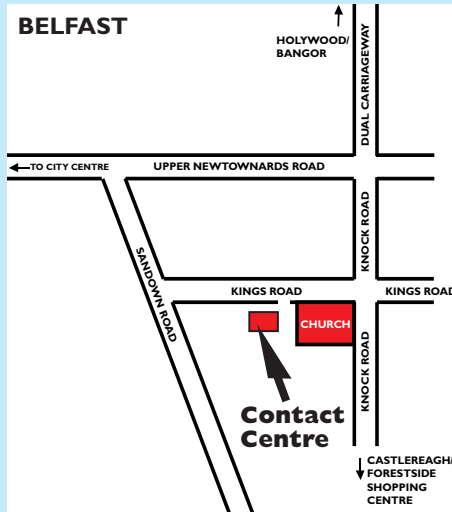 BELFAST
HOLYWOOD/
BANGOR
DUAL CARRIAGEWAY
TO CITY CENTRE
UPPER NEWTOWNARDS ROAD
KNOCK ROAD
SANDOWN ROAD
KINGS ROAD
KINGS ROAD
CHURCH
KNOCK ROAD
Contact
Centre
CASTLEREAGH/
FORESTSIDE
SHOPPING
CENTRE